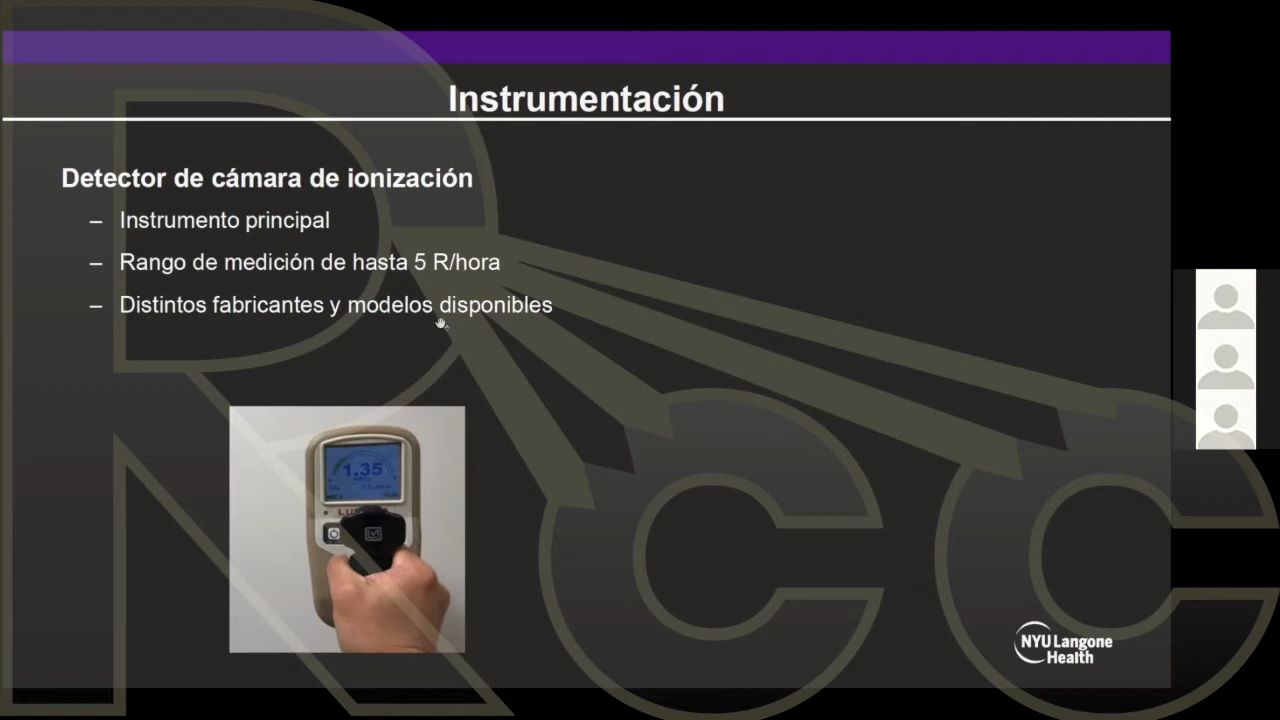 Instrumentación
Detector de cámara de ionización
– Instrumento principal
– Rango de medición de hasta 5 R/hora
– Distintos fabricantes y modelos disponibles
1.35
NYU Langone
Health
RCC